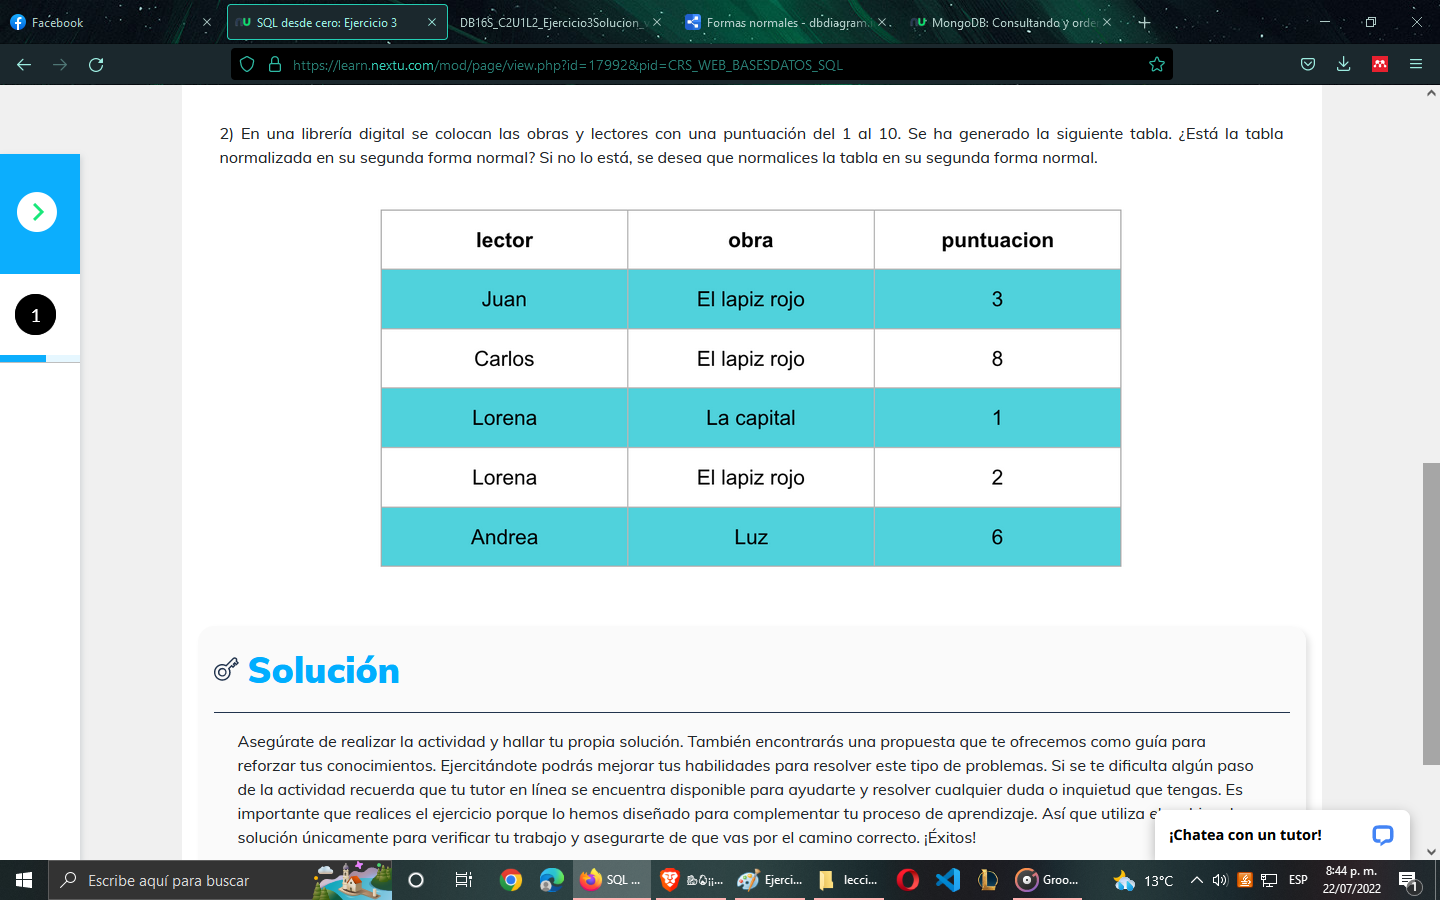 Facebook
SQL desde cero: Ejercicio 3
DB16S_C2U1L2_Ejercicio3Solucion_
Formas normales - dbdiagram.
MongoDB: Consultando y orde
https://learn.nextu.com/mod/page/view.php?id=17992&pid=CRS_WEB_BASESDATOS_SQL
2) En una librería digital se colocan las obras y lectores con una puntuación del 1 al 10. Se ha generado la siguiente tabla. ¿Está la tabla
normalizada en su segunda forma normal? Si no lo está, se desea que normalices la tabla en su segunda forma normal.
1
lector obra puntuacion
Juan El lapiz rojo 3
Carlos El lapiz rojo 8
Lorena La capital 1
Lorena El lapiz rojo 2
Andrea Luz 6
Solución
Asegúrate de realizar la actividad y hallar tu propia solución. También encontrarás una propuesta que te ofrecemos como guía para
reforzar tus conocimientos. Ejercitándote podrás mejorar tus habilidades para resolver este tipo de problemas. Si se te dificulta algún paso
de la actividad recuerda que tu tutor en línea se encuentra disponible para ayudarte y resolver cualquier duda o inquietud que tengas. Es
importante que realices el ejercicio porque lo hemos diseñado para complementar tu proceso de aprendizaje. Así que utiliza el
solución únicamente para verificar tu trabajo y asegurarte de que vas por el camino correcto. ¡Éxitos!
¡Chatea con un tutor!
Escribe aquí para buscar
SQL ...
Ejerci...
lecci...
Groo...
13°C
ESP
8:44 p. m.
22/07/2022
1